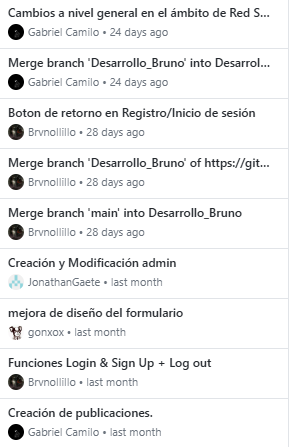 Cambios a nivel general en el ámbito de Red S...
Gabriel Camilo • 24 days ago
Merge branch 'Desarrollo_Bruno' into Desarrol...
Gabriel Camilo • 24 days ago
Boton de retorno en Registro/Inicio de sesión
Brvnollillo • 28 days ago
Merge branch 'Desarrollo_Bruno' of https://git...
Brvnollillo • 28 days ago
Merge branch 'main' into Desarrollo_Bruno
Brvnollillo • 28 days ago
Creación y Modificación admin
JonathanGaete • last month
mejora de diseño del formulario
gonxox • last month
Funciones Login & Sign Up + Log out
Brvnollillo • last month
Creación de publicaciones.
Gabriel Camilo • last month